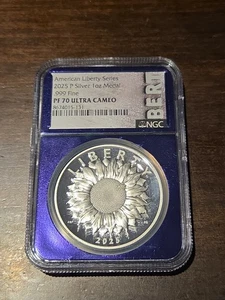 American Liberty Series
2025 P Silver 1oz Medal
.999 Fine
PF 70 ULTRA CAMEO
NGC
LIBERTY
2025